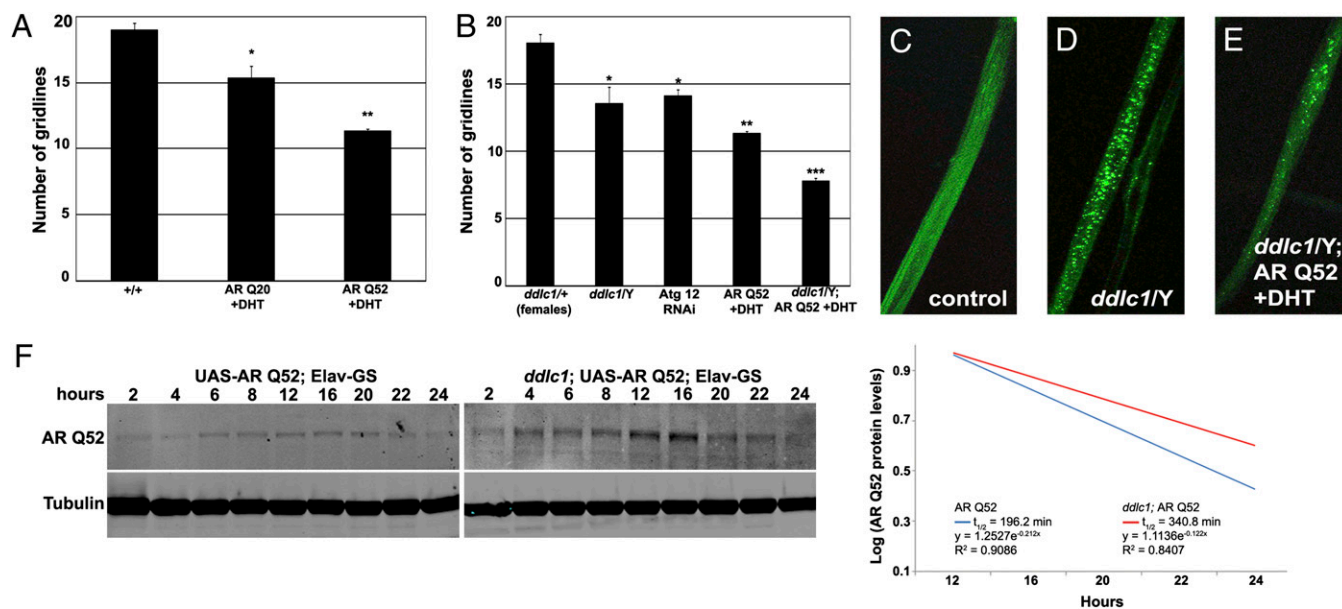 A
Number of gridlines
20
15
10
5
0
*
**
+/+
AR Q20
+DHT
AR Q52
+DHT
B
Number of gridlines
20
15
10
5
0
*
*
**
***
ddlc1/+
(females)
ddlc1/Y
Atg 12
RNAi
AR Q52
+DHT
ddlc1/Y;
AR Q52 +DHT
C
control
D
ddlc1/Y
E
ddlc1/Y;
AR Q52
+DHT
F
UAS-AR Q52; Elav-GS
hours 2 4 6 8 12 16 20 22 24
ddlc1; UAS-AR Q52; Elav-GS
2 4 6 8 12 16 20 22 24
AR Q52
Tubulin
Log (AR Q52 protein levels)
0.9
0.7
0.5
0.3
0.1
AR Q52
t1/2 = 196.2 min
y = 1.2527e-0.212x
R2 = 0.9086
ddlc1; AR Q52
t1/2 = 340.8 min
y = 1.1136e-0.122x
R2 = 0.8407
12 16 20 22 24
Hours